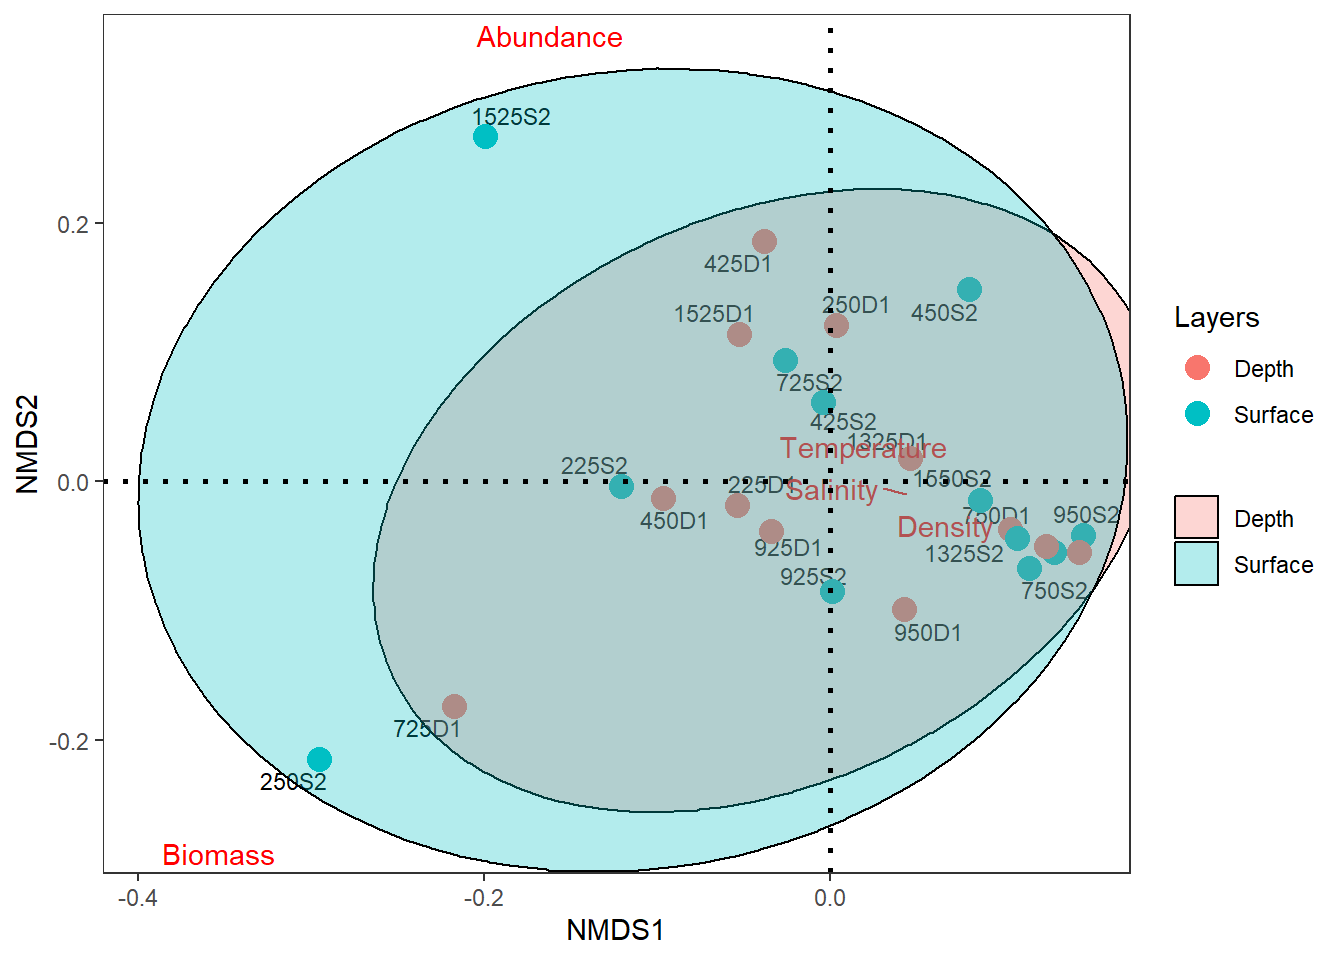 Abundance
1525S2
0.2
425D1
1525D1
250D1
450S2
725S2
425S2
1325D1
Temperature
225S2
1550S2
0.0
225D1
Salinity
450D1
750D1
950S2
Density
925D1
1325S2
925S2
750S2
950D1
725D1
-0.2
250S2
Biomass
-0.4
-0.2
0.0
NMDS1
NMDS2
Layers
Depth
Surface
Depth
Surface